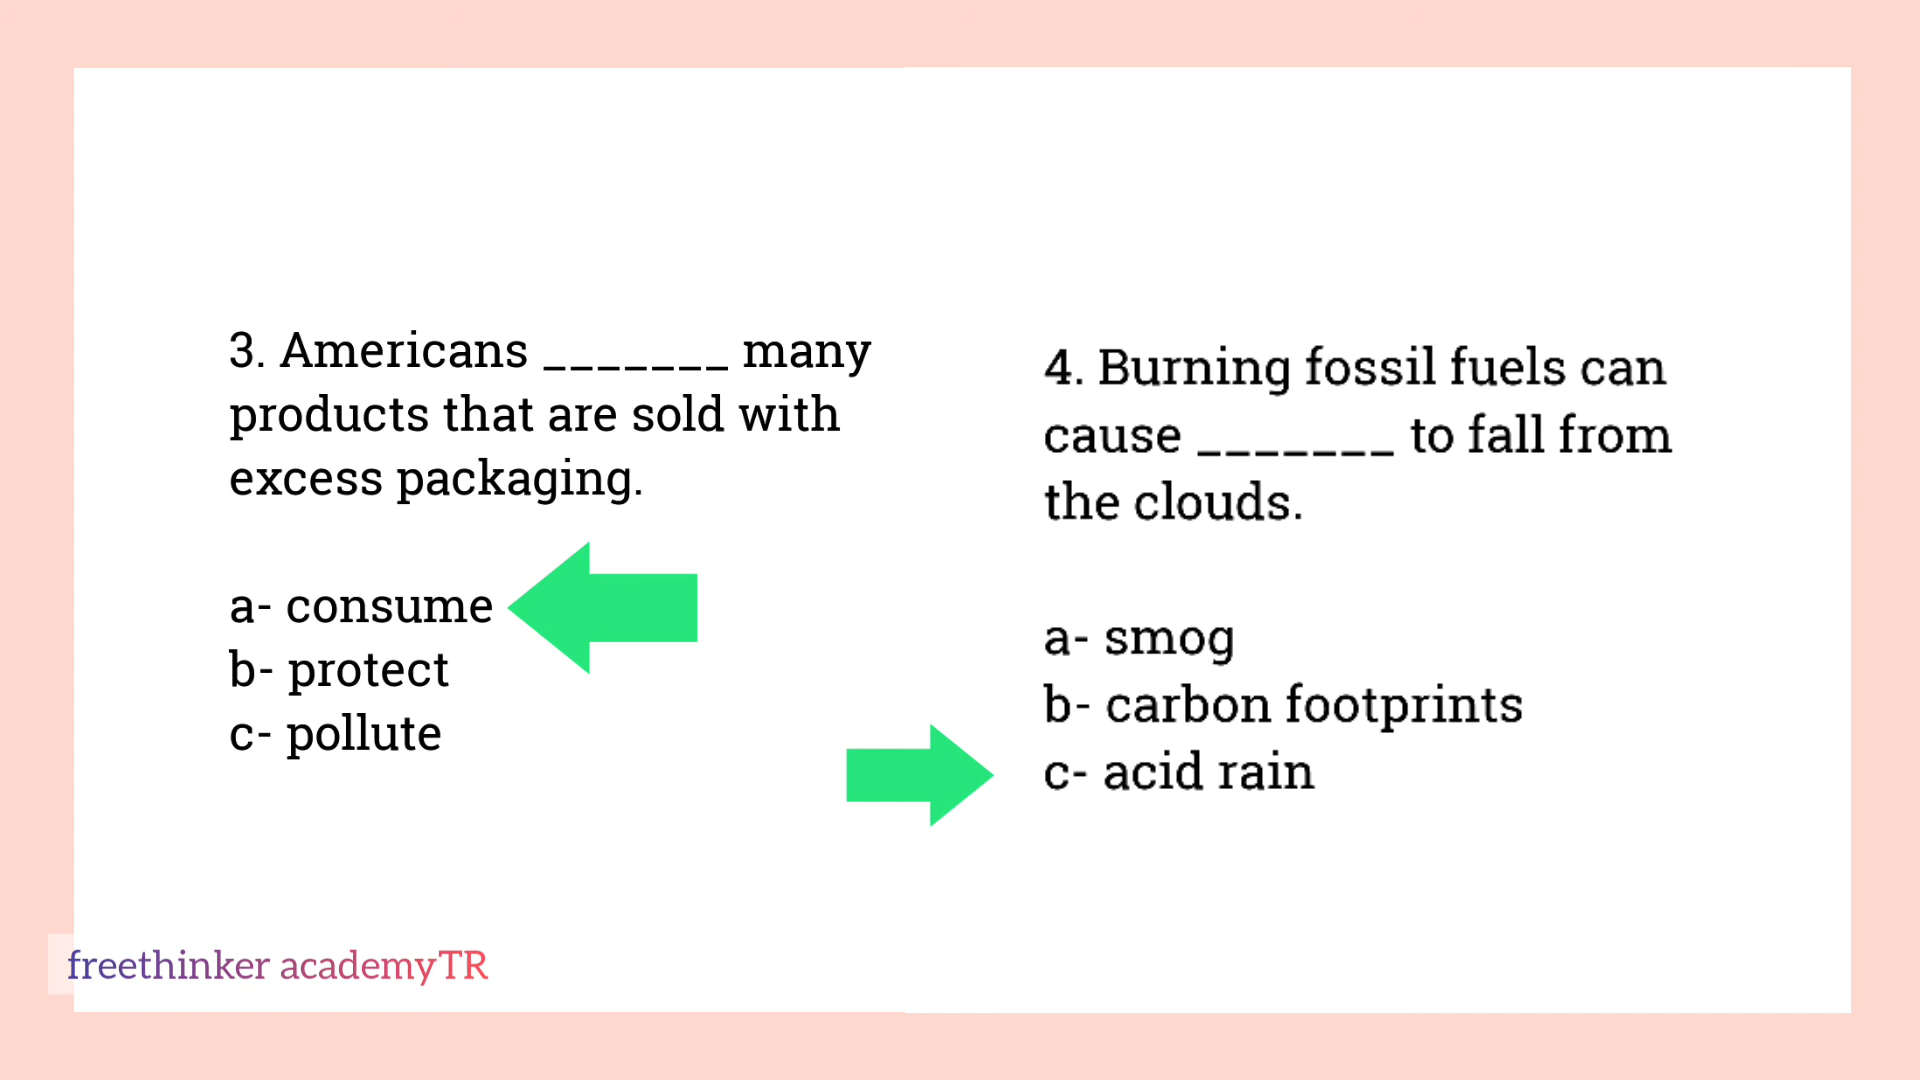 3. Americans _______ many
products that are sold with
excess packaging.
a- consume
b- protect
c- pollute
4. Burning fossil fuels can
cause _______ to fall from
the clouds.
a- smog
b- carbon footprints
c- acid rain
freethinker academyTR